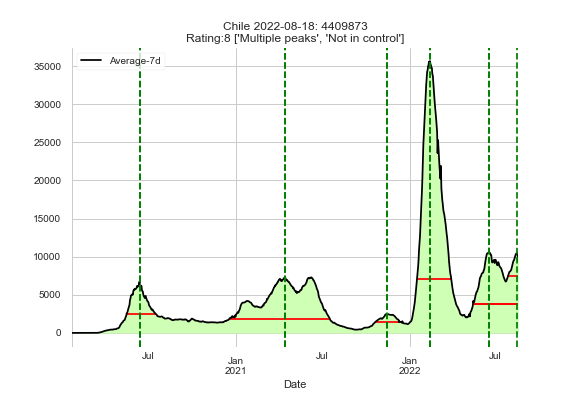 Chile 2022-08-18: 4409873
Rating:8 ['Multiple peaks', 'Not in control']
Average-7d
35000
30000
25000
20000
15000
10000
5000
0
Jul
Jan
2021
Jul
Jan
2022
Jul
Date